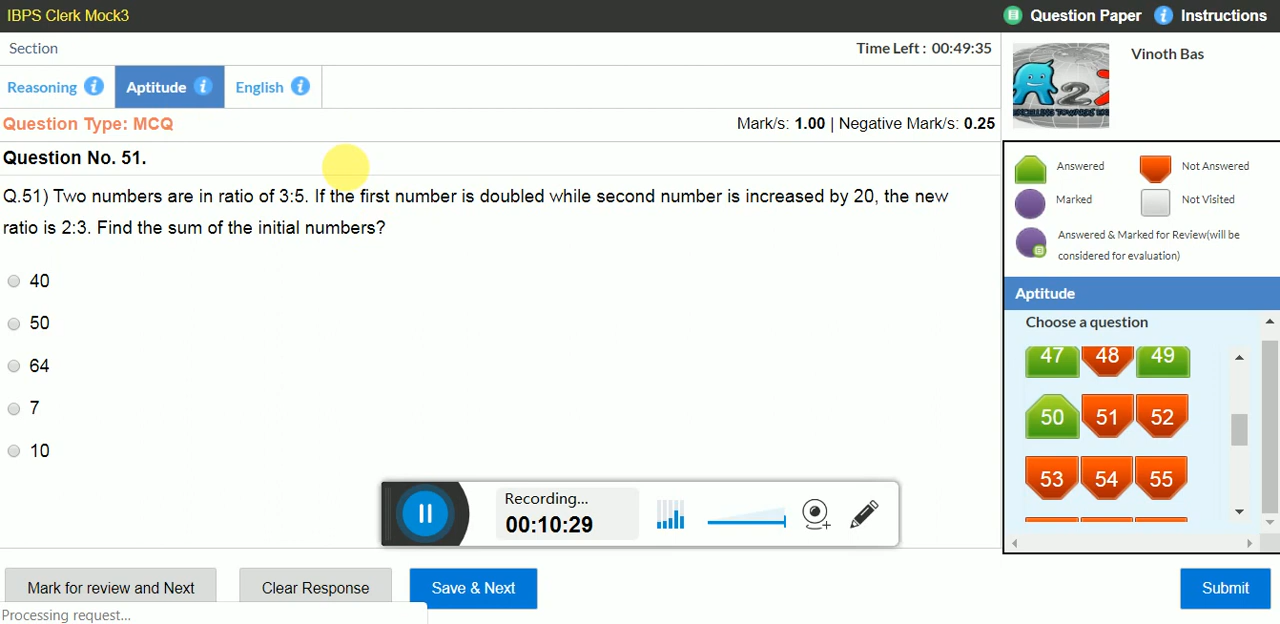 IBPS Clerk Mock3
Question Paper
Instructions
Section
Time Left : 00:49:35
Vinoth Bas
Reasoning i
Aptitude i
English i
Question Type: MCQ
Mark/s: 1.00 | Negative Mark/s: 0.25
Question No. 51.
Q.51) Two numbers are in ratio of 3:5. If the first number is doubled while second number is increased by 20, the new
ratio is 2:3. Find the sum of the initial numbers?
40
50
64
7
10
Answered
Not Answered
Marked
Not Visited
Answered & Marked for Review(will be
considered for evaluation)
Aptitude
Choose a question
47 48 49
50 51 52
53 54 55
Recording...
00:10:29
Mark for review and Next
Clear Response
Save & Next
Submit
Processing request...